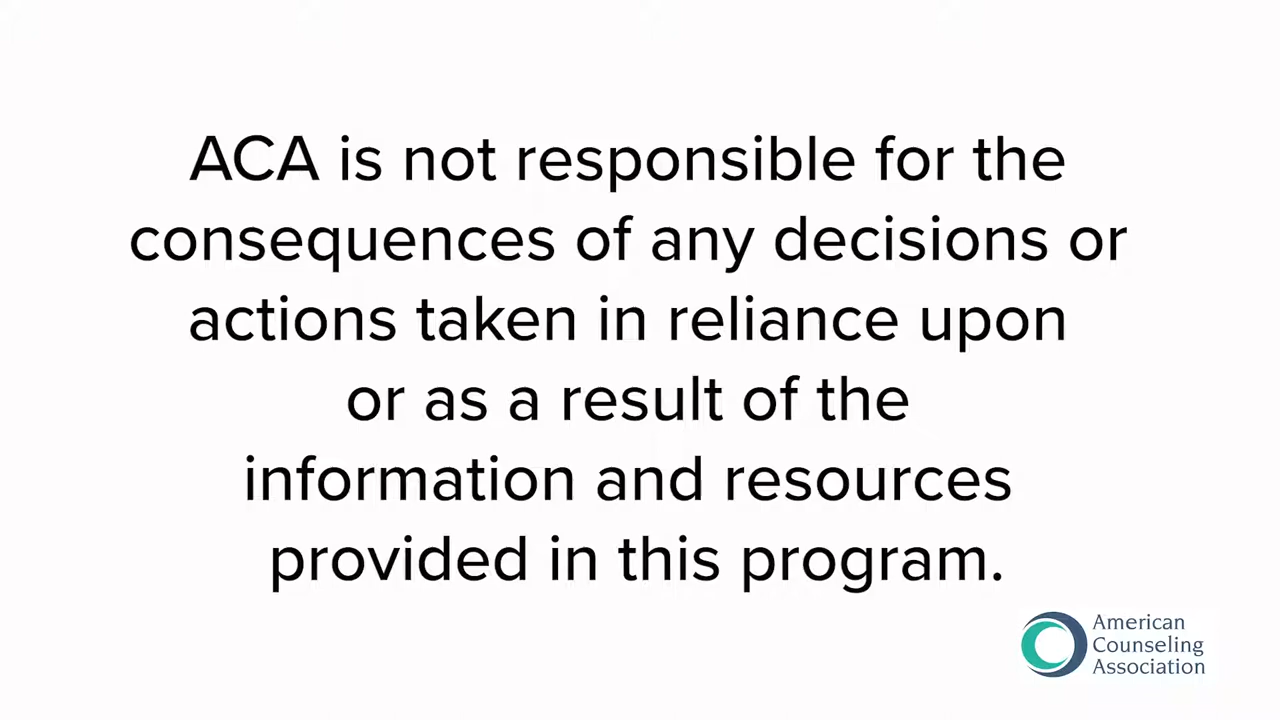 ACA is not responsible for the
consequences of any decisions or
actions taken in reliance upon
or as a result of the
information and resources
provided in this program.
American
Counseling
Association